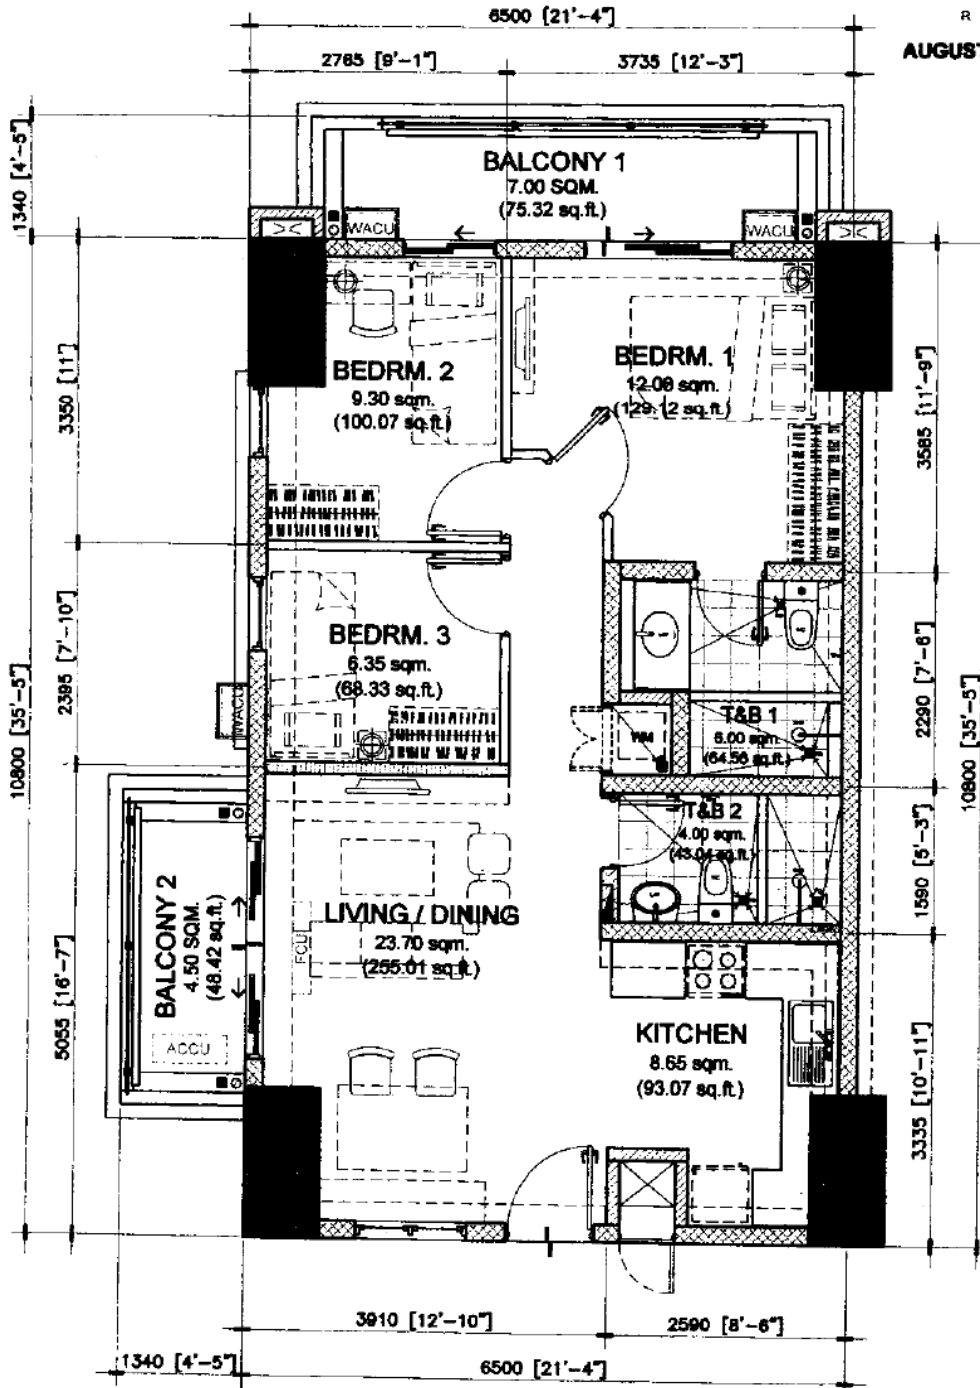 6500 [21'-4"]
AUGUST
2765 [9'-1"]
3735 [12'-3"]
1340 [4'-5"]
BALCONY 1
7.00 SQM.
(75.32 sq.ft.)
WACU
WACU
3350 [11']
BEDRM. 2
9.30 sqm.
(100.07 sq.ft.)
BEDRM. 1
12.08 sqm.
(129.12 sq.ft.)
3585 [11'-9"]
2395 [7'-10"]
BEDRM. 3
6.35 sqm.
(68.33 sq.ft.)
WACU
2290 [7'-6"]
T&B 1
6.00 sqm
(64.56 sq.ft.)
WM
10800 [35'-5"]
10800 [35'-5"]
T&B 2
4.00 sqm.
(43.04 sq.ft.)
1590 [5'-3"]
BALCONY 2
4.50 SQM.
(48.42 sq.ft.)
LIVING / DINING
23.70 sqm.
(255.01 sq.ft.)
FCU
5055 [16'-7"]
ACCU
KITCHEN
8.65 sqm.
(93.07 sq.ft.)
3335 [10'-11"]
3910 [12'-10"]
2590 [8'-6"]
1340 [4'-5"]
6500 [21'-4"]